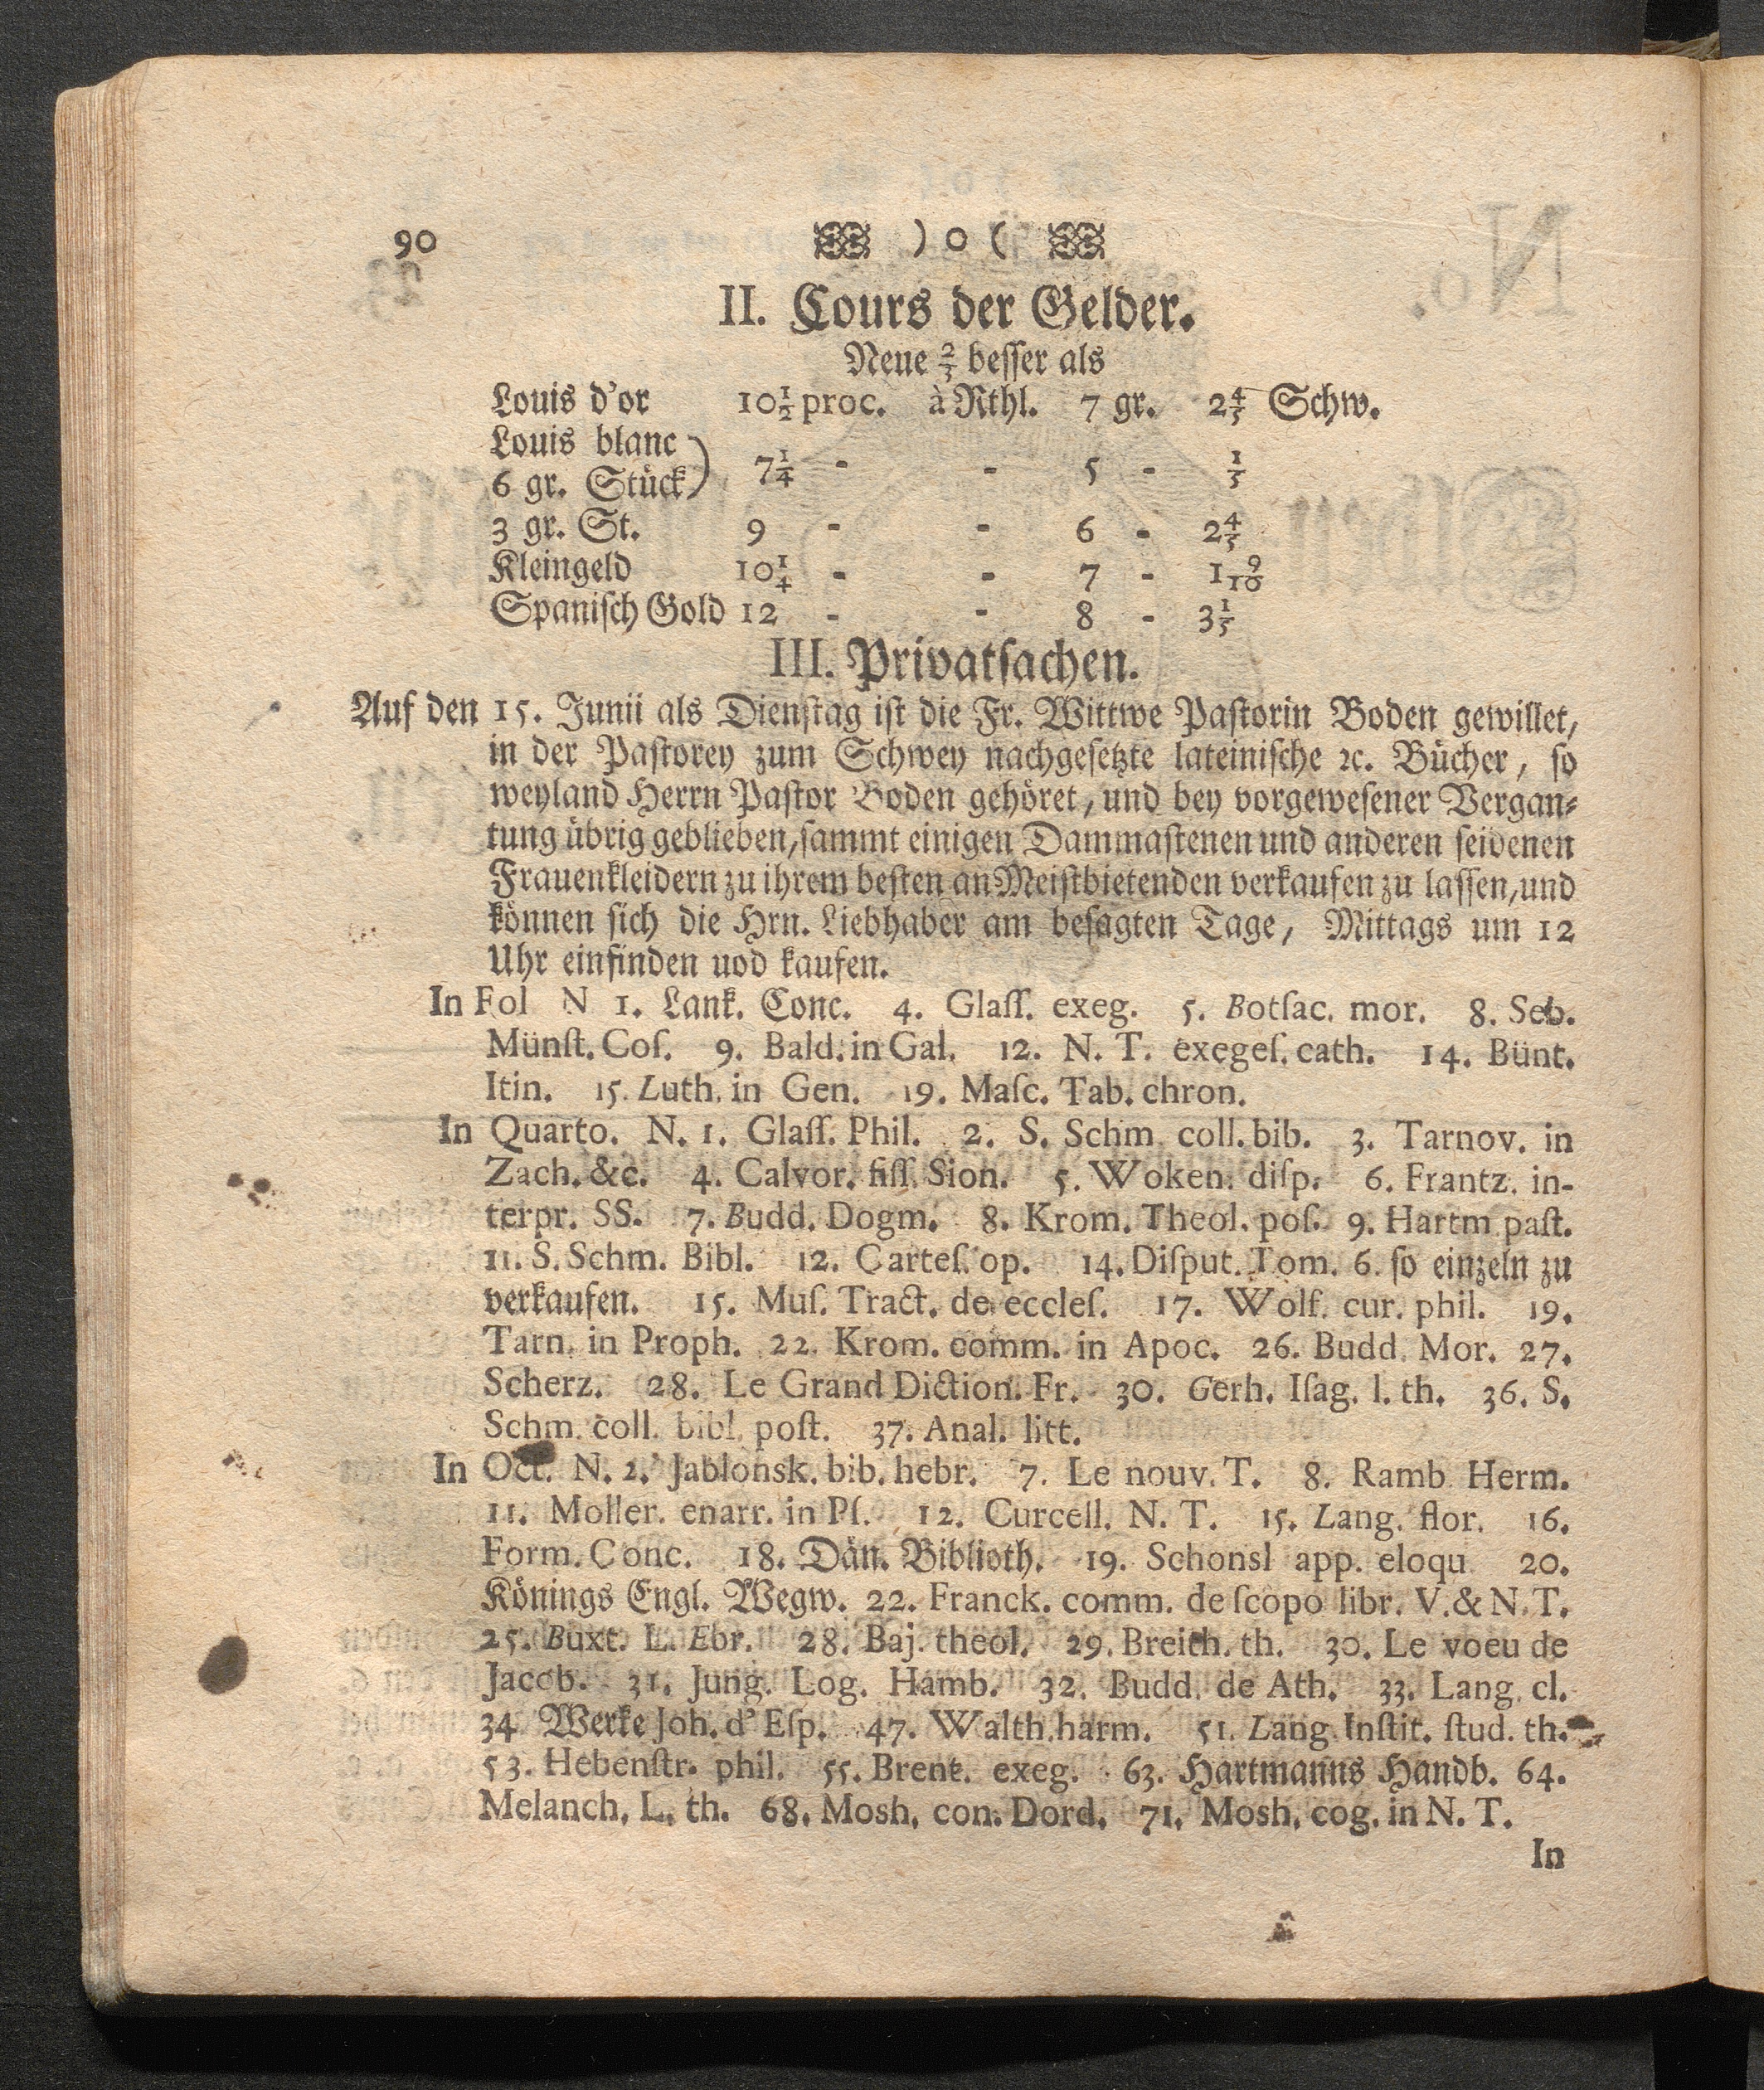 90 ) o (
II. Cours der Gelder.
Neue 2/3 besser als
Louis d'or 10 1/2 proc. à Rthl. 7 gr. 2 4/5 Schw.
Louis blanc
6 gr. Stück) 7 1/4 - - 5 - 1/5
3 gr. St. 9 - - 6 - 2 4/5
Kleingeld 10 1/4 - - 7 - 1 9/10
Spanisch Gold 12 - - 8 - 3 1/5
III. Privatsachen.
Auf den 15. Junii als Dienstag ist die Fr. Wittwe Pastorin Boden gewillet,
in der Pastorey zum Schwey nachgesetzte lateinische ꝛc. Bücher, so
weyland Herrn Pastor Boden gehöret, und bey vorgewesener Vergan-
tung übrig geblieben, sammt einigen Dammastenen und anderen seidenen
Frauenkleidern zu ihrem besten an Meistbietenden verkaufen zu lassen, und
können sich die Hrn. Liebhaber am besagten Tage, Mittags um 12
Uhr einfinden uod kaufen.
In Fol N 1. Lank. Conc. 4. Glaſſ. exeg. 5. Botſac. mor. 8. Seb.
Münſt. Coſ. 9. Bald. in Gal. 12. N. T. exegeſ. cath. 14. Bünt.
Itin. 15. Luth. in Gen. 19. Maſc. Tab. chron.
In Quarto. N. 1. Glaſſ. Phil. 2. S. Schm coll. bib. 3. Tarnov. in
Zach. &c. 4. Calvor. fiſſ. Sion. 5. Woken. diſp. 6. Frantz. in-
terpr. SS. 7. Budd. Dogm. 8. Krom. Theol. poſ. 9. Hartm paſt.
11. S. Schm. Bibl. 12. Carteſ. op. 14. Diſput. Tom. 6. so einzeln zu
verkaufen. 15. Muſ. Tract. de eccleſ. 17. Wolf. cur. phil. 19.
Tarn. in Proph. 22. Krom. comm. in Apoc. 26. Budd. Mor. 27.
Scherz. 28. Le Grand Diction. Fr. 30. Gerh. Iſag. l. th. 36. S.
Schm. coll. bibl. poſt. 37. Anal. litt.
In Oct. N. 2. Jablonsk. bib. hebr. 7. Le nouv. T. 8. Ramb Herm.
11. Moller. enarr. in Pſ. 12. Curcell. N. T. 15. Lang. flor. 16.
Form. Conc. 18. Dän. Biblioth. 19. Schonsl app. eloqu 20.
Königs Engl. Wegw. 22. Franck. comm. de ſcopo libr. V. & N. T.
25. Buxt. L. Ebr. 28. Baj. theol. 29. Breith. th. 30. Le voeu de
Jacob. 31. Jung. Log. Hamb. 32. Budd. de Ath. 33. Lang. cl.
34 Werke Joh. d' Eſp. 47. Walth. harm. 51. Lang. Inſtit. ſtud. th.
53. Hebenſtr. phil. 55. Brent. exeg. 63. Hartmanns Handb. 64.
Melanch. L. th. 68. Mosh. con. Dord. 71. Mosh. cog. in N. T.
In